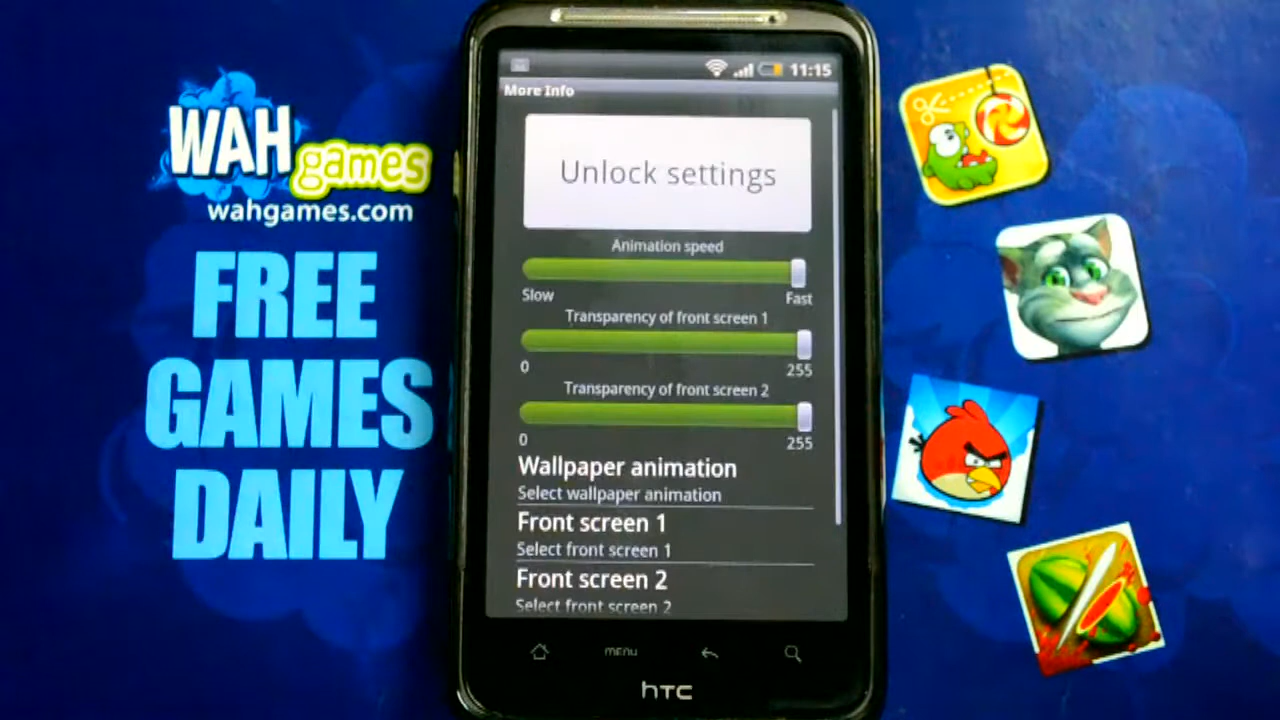 WAH
games
wahgames.com
FREE
GAMES
DAILY
11:15
More Info
Unlock settings
Animation speed
Slow
Fast
Transparency of front screen 1
0
255
Transparency of front screen 2
0
255
Wallpaper animation
Select wallpaper animation
Front screen 1
Select front screen 1
Front screen 2
Select front screen 2
MENU
hTC